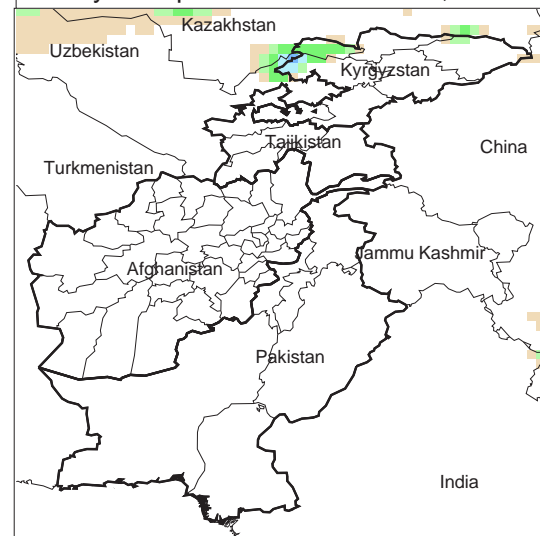 Kazakhstan
Uzbekistan
Kyrgyzstan
Tajikistan
China
Turkmenistan
Jammu Kashmir
Afghanistan
Pakistan
India